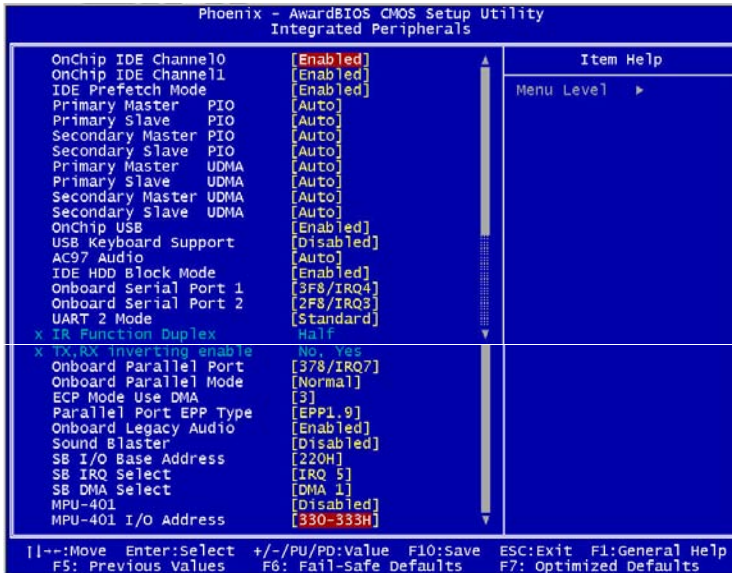 Phoenix - AwardBIOS CMOS Setup Utility
Integrated Peripherals
OnChip IDE Channel0 [Enabled]
OnChip IDE Channel1 [Enabled]
IDE Prefetch Mode [Enabled]
Primary Master PIO [Auto]
Primary Slave PIO [Auto]
Secondary Master PIO [Auto]
Secondary Slave PIO [Auto]
Primary Master UDMA [Auto]
Primary Slave UDMA [Auto]
Secondary Master UDMA [Auto]
Secondary Slave UDMA [Auto]
OnChip USB [Enabled]
USB Keyboard Support [Disabled]
AC97 Audio [Auto]
IDE HDD Block Mode [Enabled]
Onboard Serial Port 1 [3F8/IRQ4]
Onboard Serial Port 2 [2F8/IRQ3]
UART 2 Mode [Standard]
x IR Function Duplex Half
x TX,RX inverting enable No, Yes
Onboard Parallel Port [378/IRQ7]
Onboard Parallel Mode [Normal]
ECP Mode Use DMA [3]
Parallel Port EPP Type [EPP1.9]
Onboard Legacy Audio [Enabled]
Sound Blaster [Disabled]
SB I/O Base Address [220H]
SB IRQ Select [IRQ 5]
SB DMA Select [DMA 1]
MPU-401 [Disabled]
MPU-401 I/O Address [330-333H]
Item Help
Menu Level ►
↑↓→←:Move Enter:Select +/-/PU/PD:Value F10:Save ESC:Exit F1:General Help
F5: Previous Values F6: Fail-Safe Defaults F7: Optimized Defaults